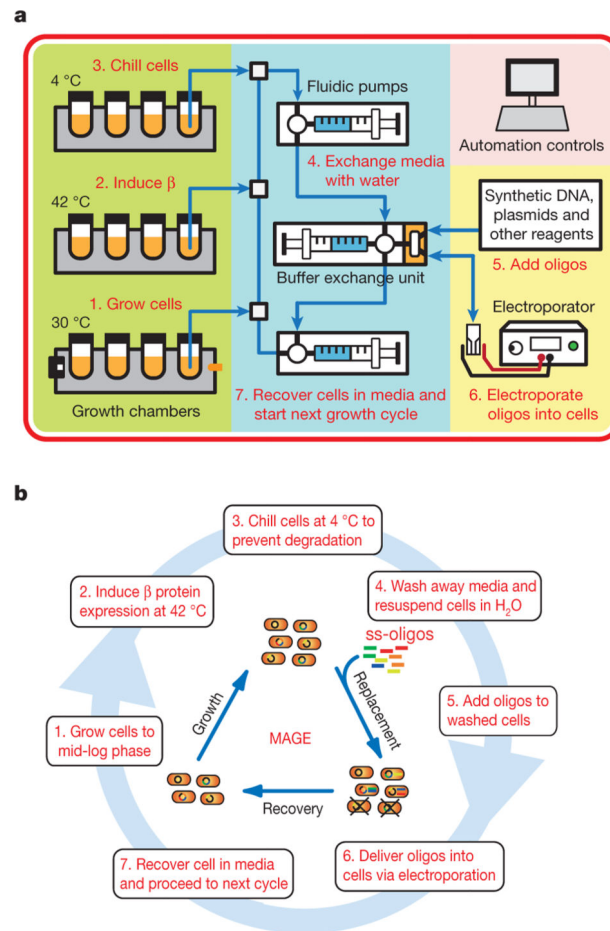 a
3. Chill cells
4 °C
2. Induce β
42 °C
1. Grow cells
30 °C
Growth chambers
Fluidic pumps
4. Exchange media
with water
Buffer exchange unit
7. Recover cells in media and
start next growth cycle
Automation controls
Synthetic DNA,
plasmids and
other reagents
5. Add oligos
Electroporator
6. Electroporate
oligos into cells
b
3. Chill cells at 4 °C to
prevent degradation
2. Induce β protein
expression at 42 °C
4. Wash away media and
resuspend cells in H₂O
ss-oligos
Growth
Replacement
1. Grow cells to
mid-log phase
MAGE
5. Add oligos to
washed cells
Recovery
7. Recover cell in media
and proceed to next cycle
6. Deliver oligos into
cells via electroporation